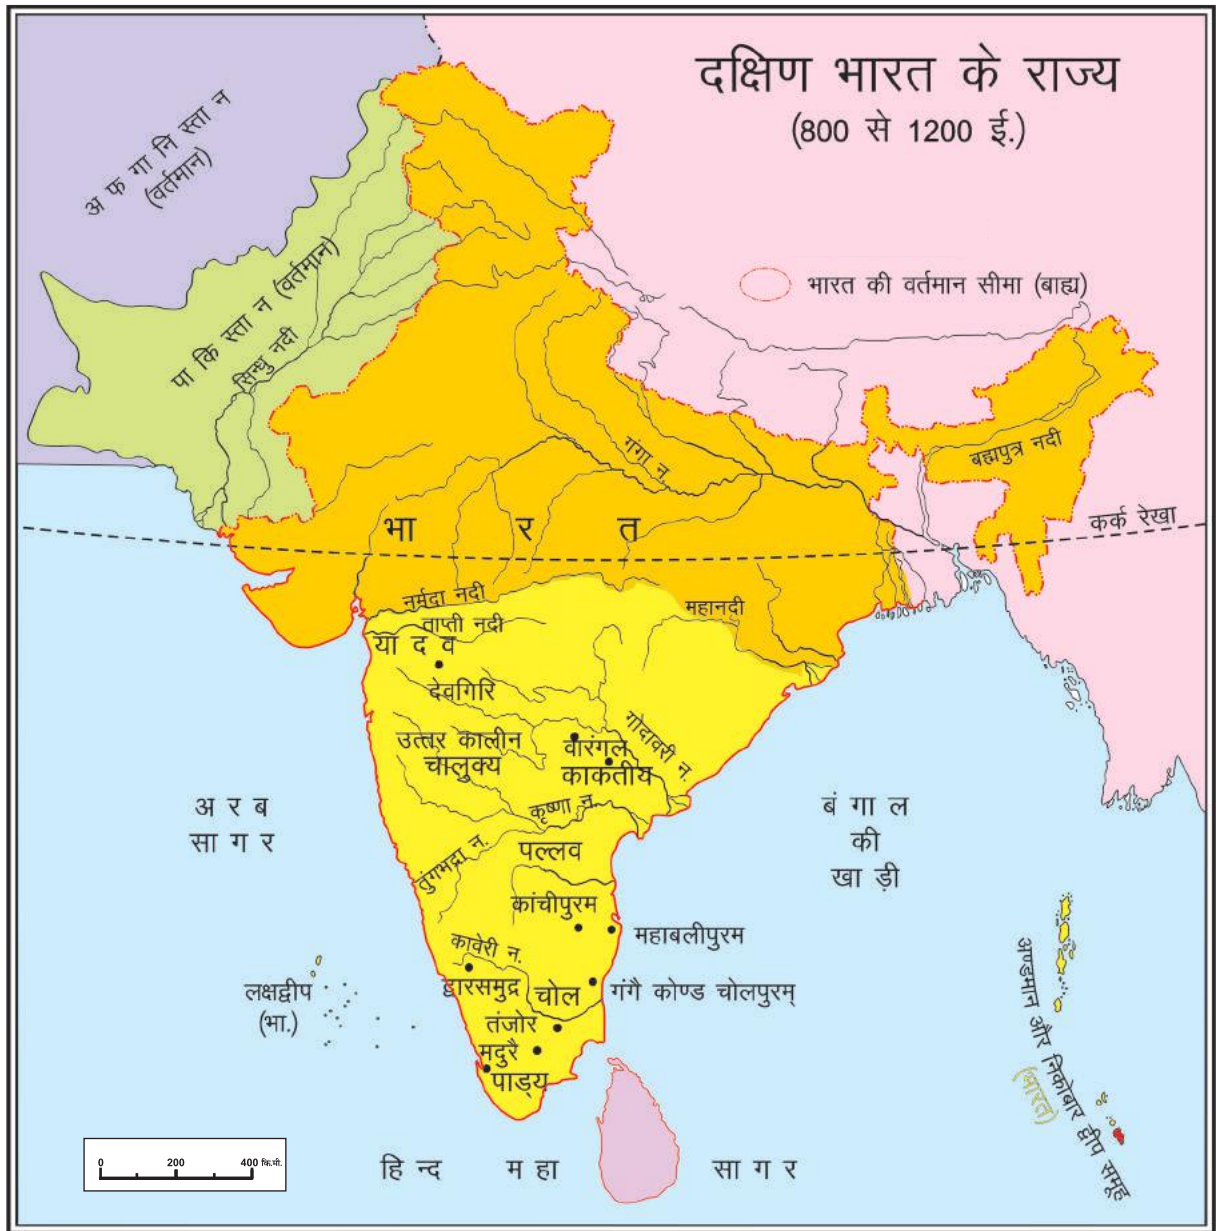 दक्षिण भारत के राज्य
(800 से 1200 ई.)
अ फ गा नि स्ता न
(वर्तमान)
पा कि स्ता न (वर्तमान)
सिन्धु नदी
भारत की वर्तमान सीमा (बाह्य)
गंगा न.
बह्मपुत्र नदी
कर्क रेखा
भा र त
नर्मदा नदी
ताप्ती नदी
महानदी
या द व
देवगिरि
गोदावरी न.
उत्तर कालीन
चालुक्य
वारंगल
काकतीय
अ र ब
सा ग र
कृष्णा न.
बं गा ल
की
खा ड़ी
तुंगभद्रा न.
पल्लव
कांचीपुरम
महाबलीपुरम
कावेरी न.
द्वारसमुद्र
चोल
गंगै कोण्ड चोलपुरम्
लक्षद्वीप
(भा.)
तंजोर
मदुरै
पाड्य
अण्डमान और निकोबार द्वीप समूह
(भारत)
0 200 400 कि.मी.
हि न्द म हा सा ग र